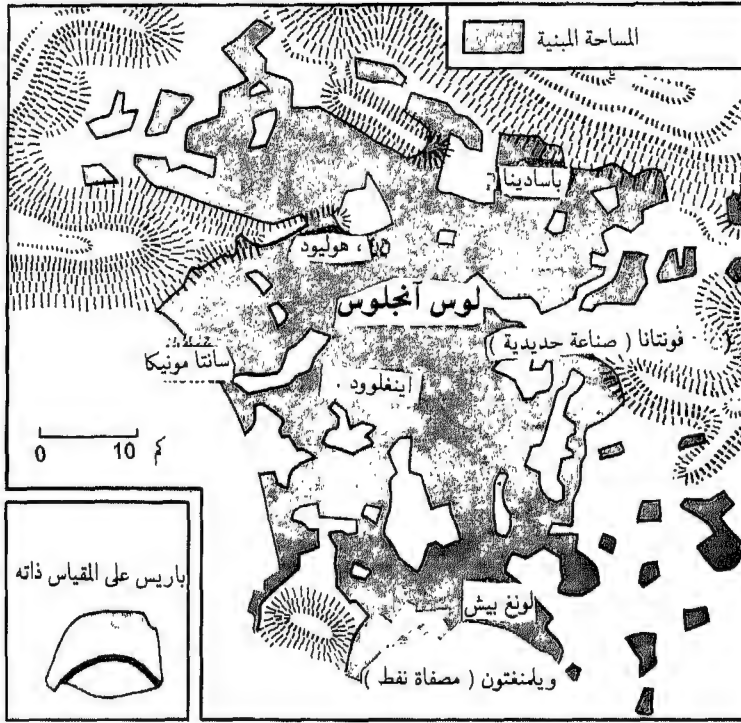 المساحة المبنية
باسادينا
هوليود
لوس آنجلوس
فونتانا ( صناعة حديدية )
سانتا مونيكا
اينغلوود .
0 10 كم
باريس على المقياس ذاته
لونغ بيش
ويلمنغتون ( مصفاة نفط )